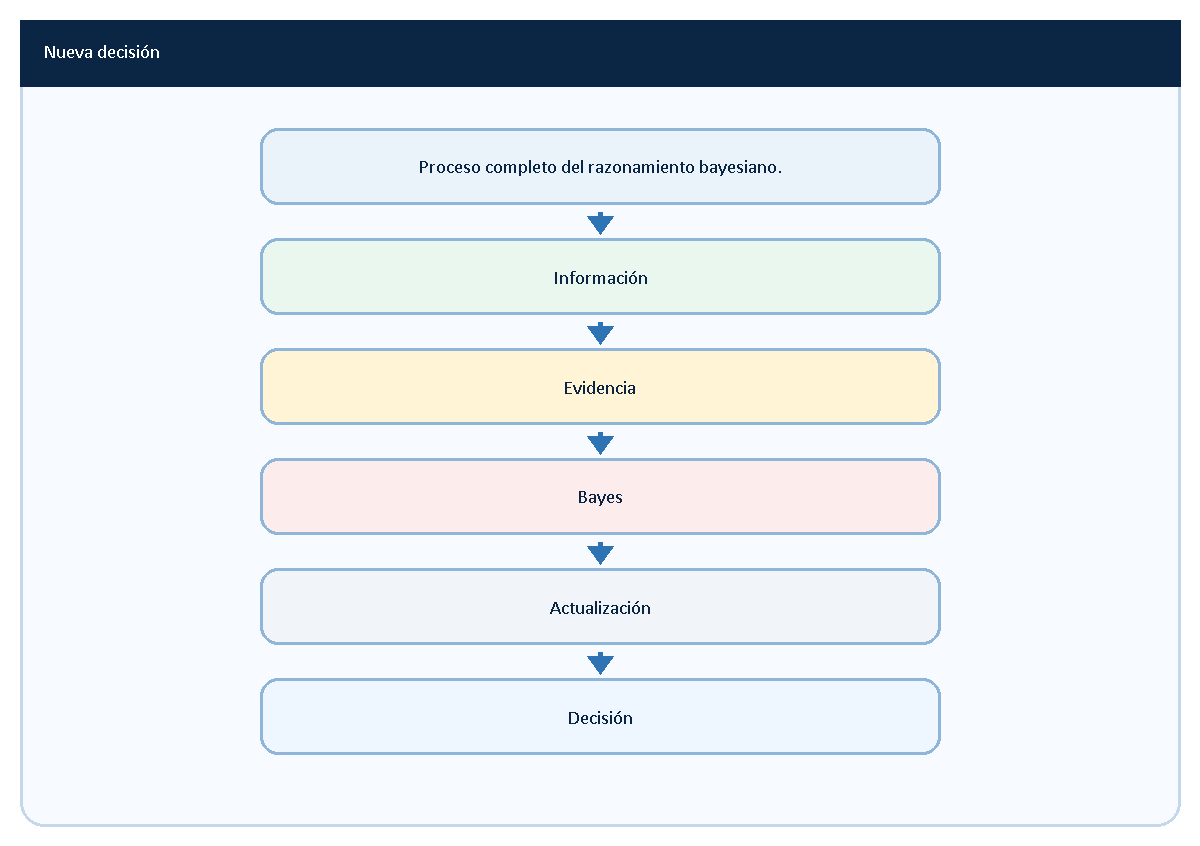 Nueva decisión
Proceso completo del razonamiento bayesiano.
Información
Evidencia
Bayes
Actualización
Decisión